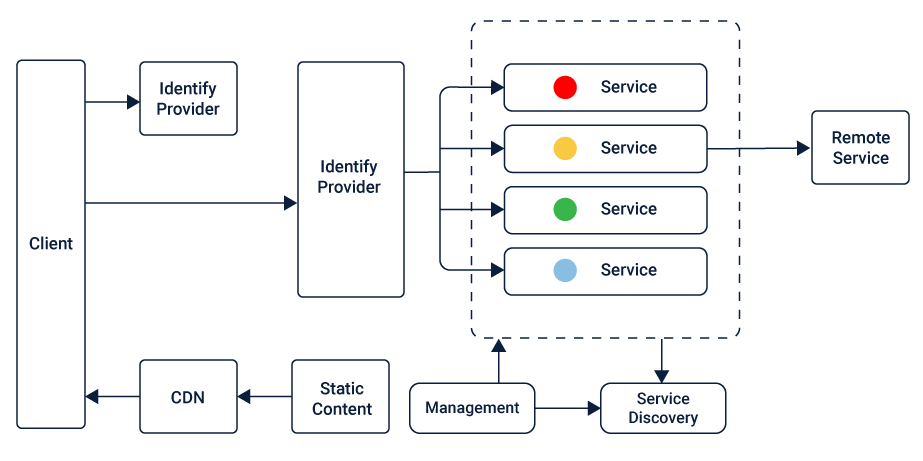 Client
Identify
Provider
Identify
Provider
Service
Service
Service
Service
Remote
Service
CDN
Static
Content
Management
Service
Discovery